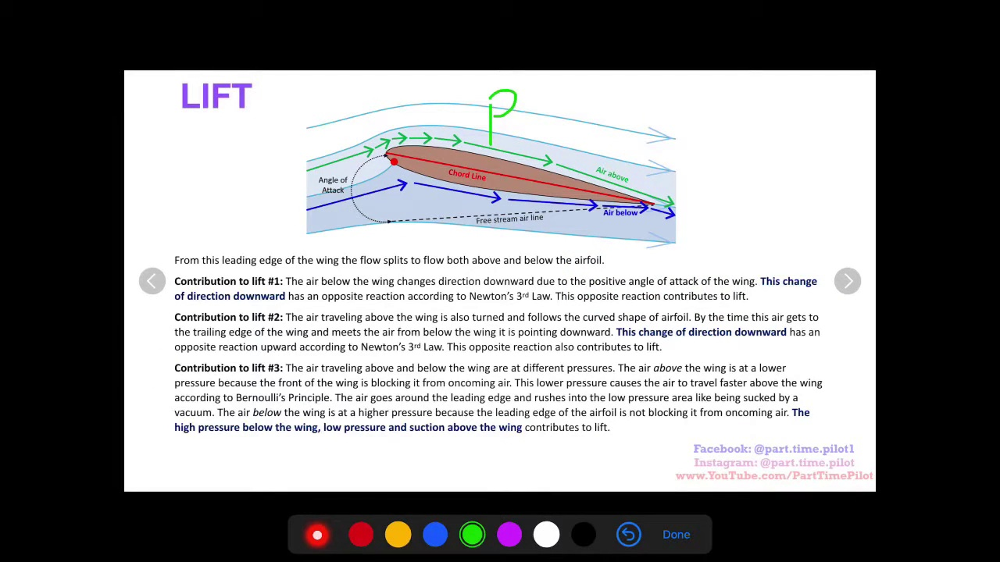 LIFT
P
Air above
Chord Line
Angle of
Attack
Air below
Free stream air line
From this leading edge of the wing the flow splits to flow both above and below the airfoil.
Contribution to lift #1: The air below the wing changes direction downward due to the positive angle of attack of the wing. This change
of direction downward has an opposite reaction according to Newton's 3rd Law. This opposite reaction contributes to lift.
Contribution to lift #2: The air traveling above the wing is also turned and follows the curved shape of airfoil. By the time this air gets to
the trailing edge of the wing and meets the air from below the wing it is pointing downward. This change of direction downward has an
opposite reaction upward according to Newton's 3rd Law. This opposite reaction also contributes to lift.
Contribution to lift #3: The air traveling above and below the wing are at different pressures. The air above the wing is at a lower
pressure because the front of the wing is blocking it from oncoming air. This lower pressure causes the air to travel faster above the wing
according to Bernoulli's Principle. The air goes around the leading edge and rushes into the low pressure area like being sucked by a
vacuum. The air below the wing is at a higher pressure because the leading edge of the airfoil is not blocking it from oncoming air. The
high pressure below the wing, low pressure and suction above the wing contributes to lift.
Facebook: @part.time.pilot1
Instagram: @part.time.pilot
www.YouTube.com/PartTimePilot
Done